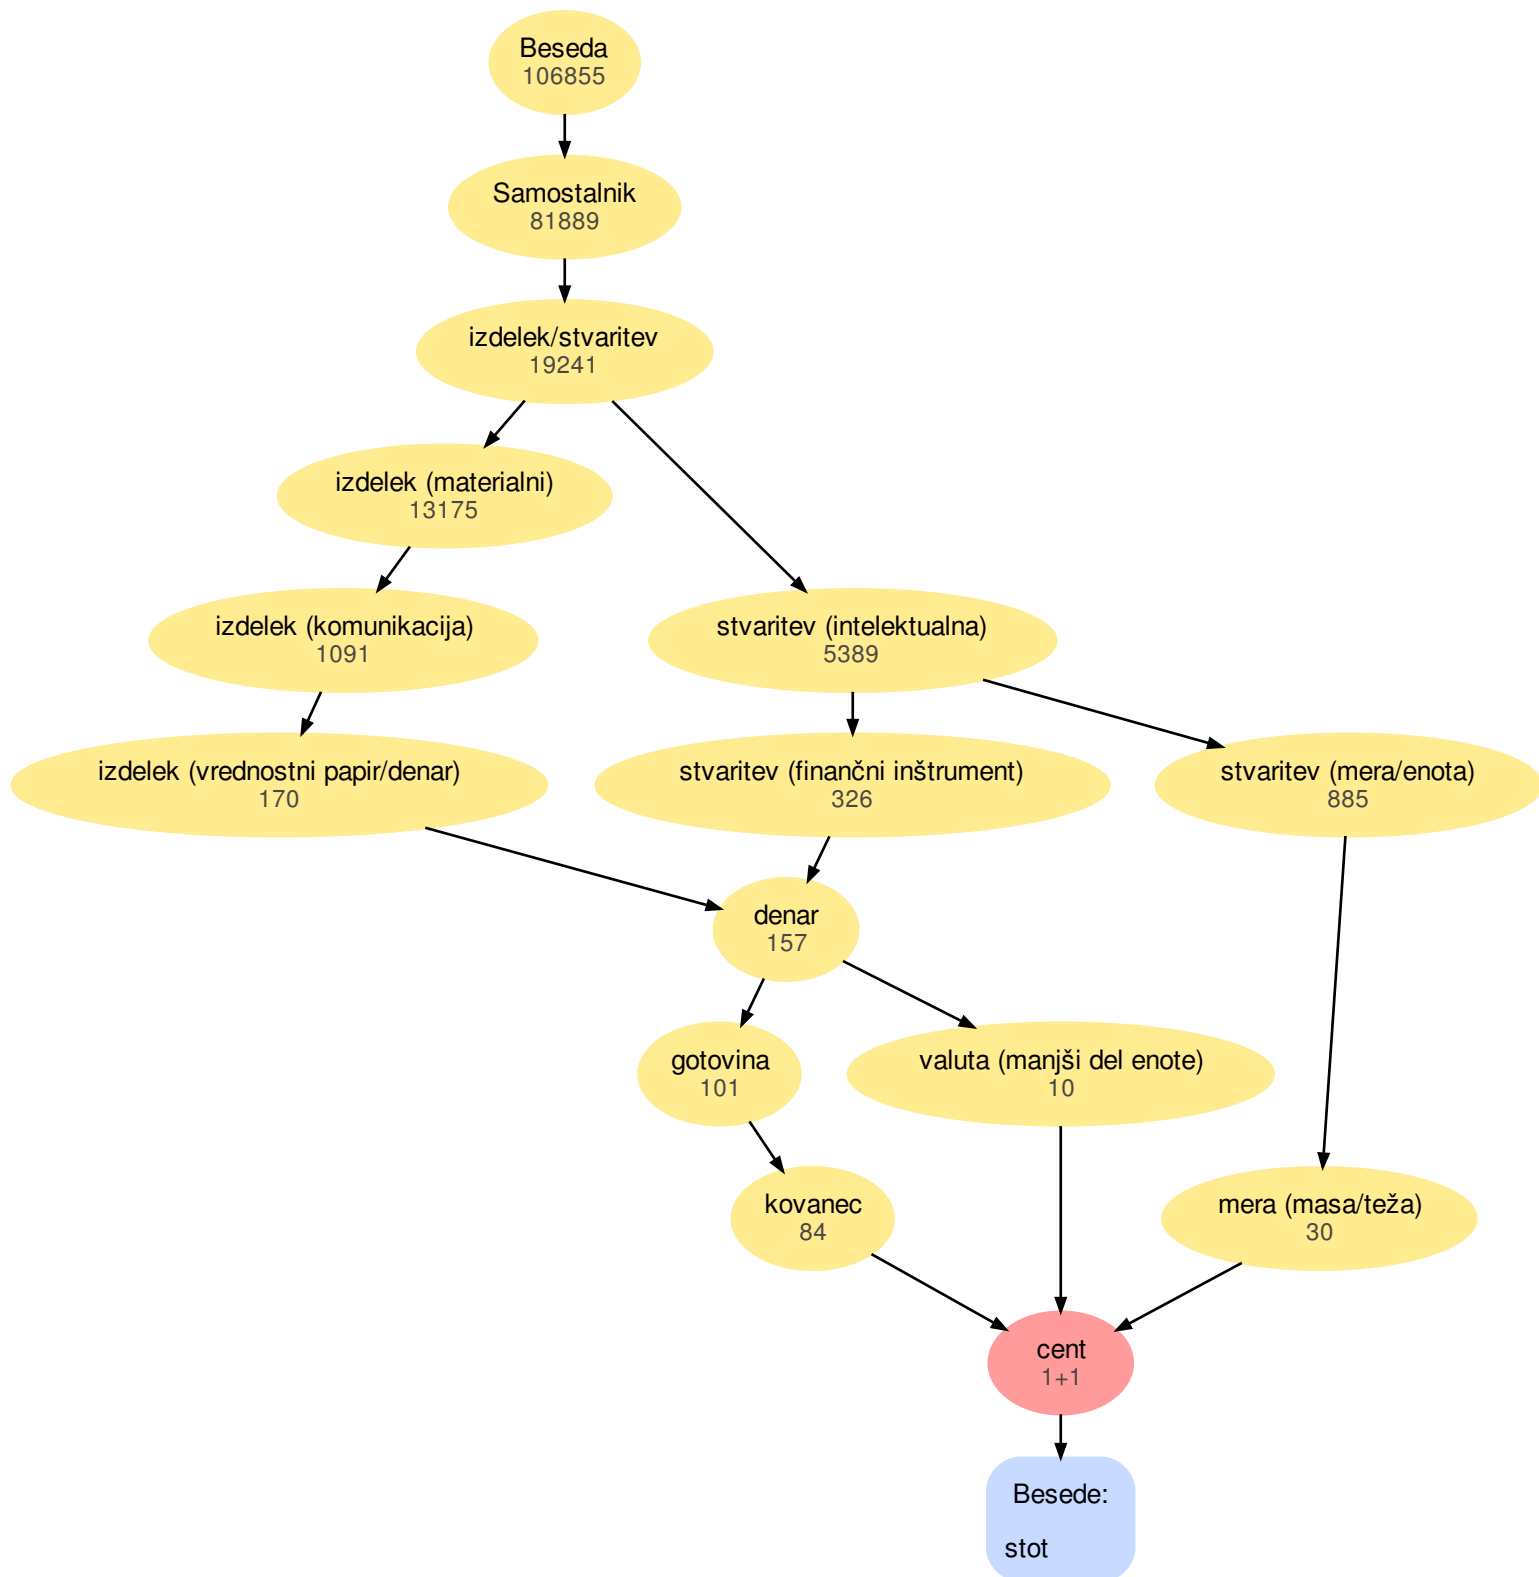 Beseda
106855
Samostalnik
81889
izdelek/stvaritev
19241
izdelek (materialni)
13175
izdelek (komunikacija)
1091
stvaritev (intelektualna)
5389
izdelek (vrednostni papir/denar)
170
stvaritev (finančni inštrument)
326
stvaritev (mera/enota)
885
denar
157
gotovina
101
valuta (manjši del enote)
10
kovanec
84
mera (masa/teža)
30
cent
1+1
Besede:
stot